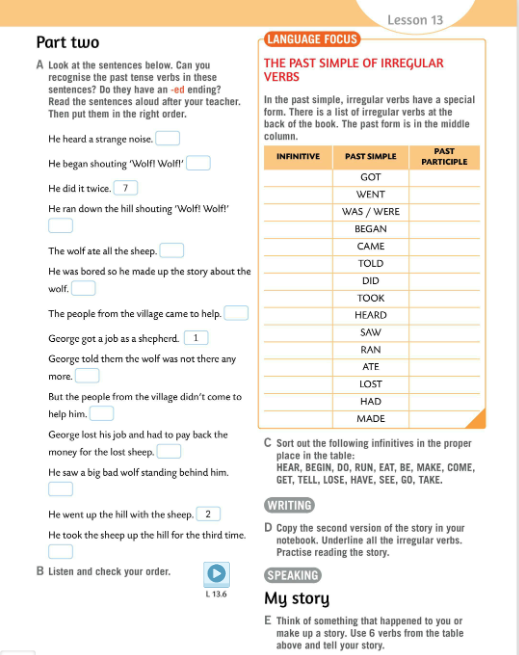 Lesson 13
Part two
A Look at the sentences below. Can you
recognise the past tense verbs in these
sentences? Do they have an -ed ending?
Read the sentences aloud after your teacher.
Then put them in the right order.
He heard a strange noise.
He began shouting ‘Wolf! Wolf!’
He did it twice. 7
He ran down the hill shouting ‘Wolf! Wolf!’
The wolf ate all the sheep.
He was bored so he made up the story about the
wolf.
The people from the village came to help.
George got a job as a shepherd. 1
George told them the wolf was not there any
more.
But the people from the village didn’t come to
help him.
George lost his job and had to pay back the
money for the lost sheep.
He saw a big bad wolf standing behind him.
He went up the hill with the sheep. 2
He took the sheep up the hill for the third time.
B Listen and check your order.
L 13.6
LANGUAGE FOCUS
THE PAST SIMPLE OF IRREGULAR
VERBS
In the past simple, irregular verbs have a special
form. There is a list of irregular verbs at the
back of the book. The past form is in the middle
column.
INFINITIVE PAST SIMPLE PAST
PARTICIPLE
GOT
WENT
WAS / WERE
BEGAN
CAME
TOLD
DID
TOOK
HEARD
SAW
RAN
ATE
LOST
HAD
MADE
C Sort out the following infinitives in the proper
place in the table:
HEAR, BEGIN, DO, RUN, EAT, BE, MAKE, COME,
GET, TELL, LOSE, HAVE, SEE, GO, TAKE.
WRITING
D Copy the second version of the story in your
notebook. Underline all the irregular verbs.
Practise reading the story.
SPEAKING
My story
E Think of something that happened to you or
make up a story. Use 6 verbs from the table
above and tell your story.